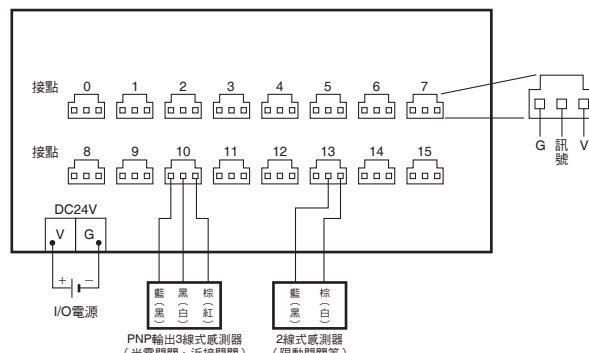 接點 0 1 2 3 4 5 6 7
G 訊號 V
接點 8 9 10 11 12 13 14 15
DC24V
V G
+ −
I/O電源
藍(黑) 黑(白) 棕(紅)
藍(黑) 棕(白)
PNP輸出3線式感測器
2線式感測器